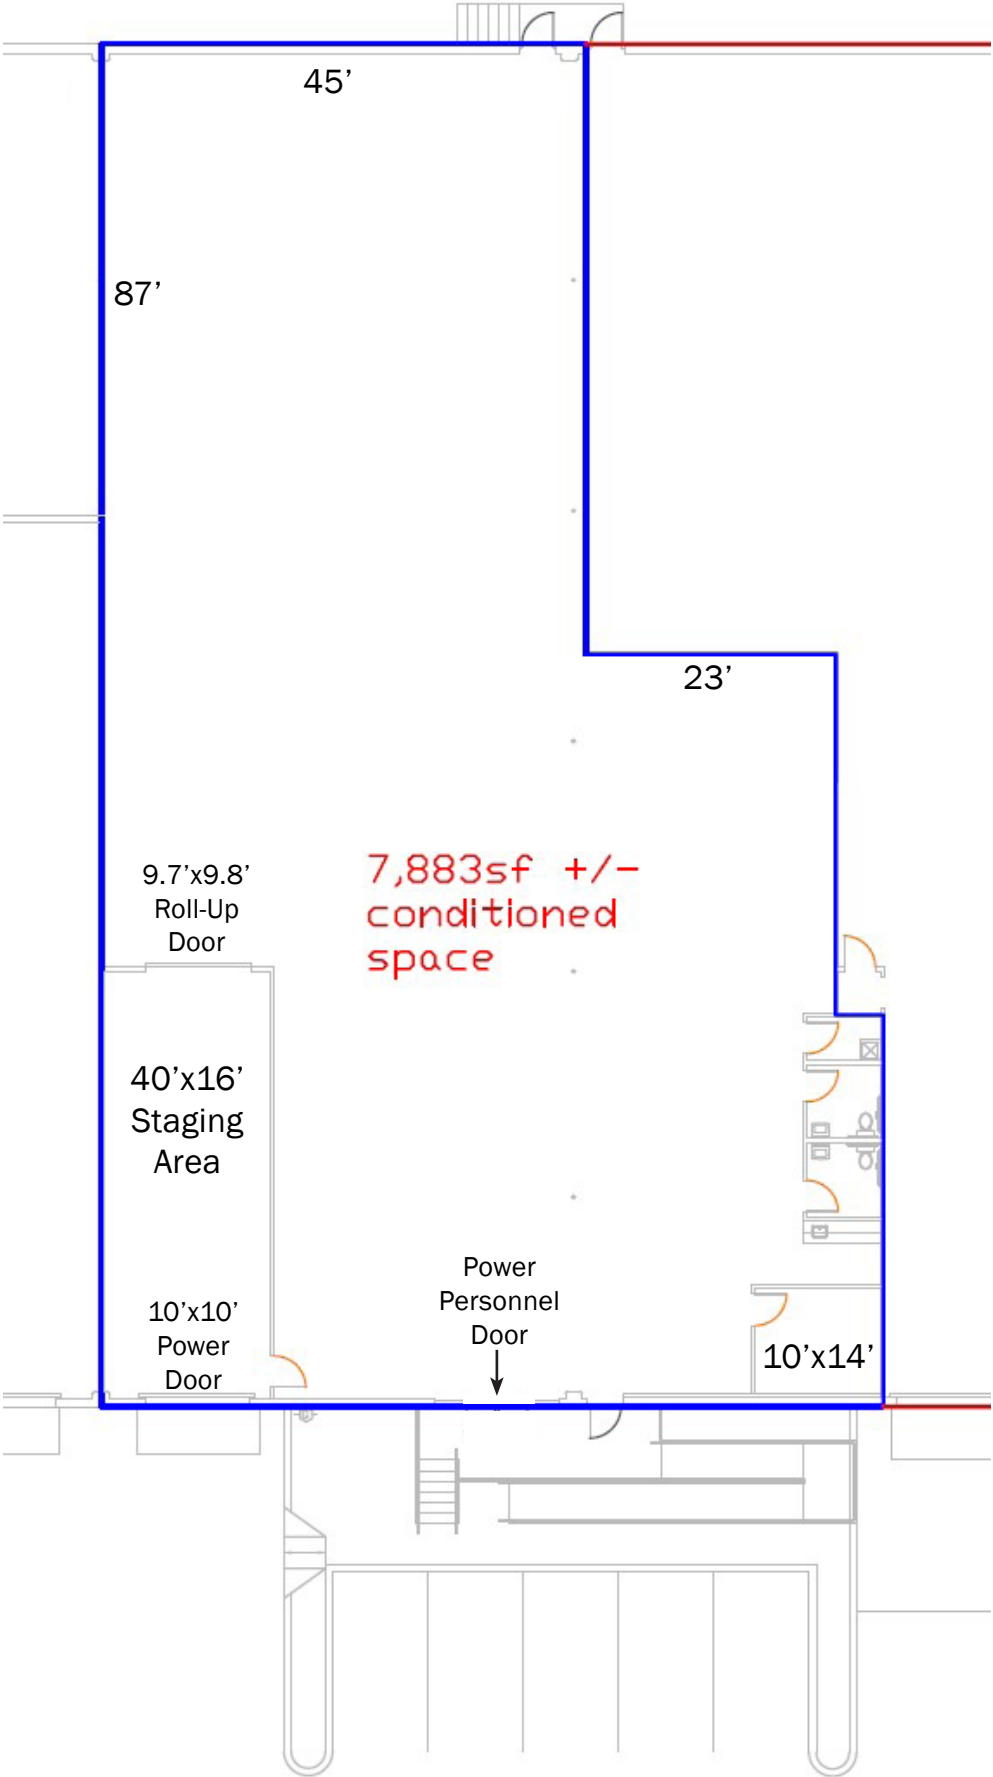 45’
87’
23’
9.7’x9.8’
Roll-Up
Door
7,883sf +/-
conditioned
space
40’x16’
Staging
Area
Power
Personnel
Door
10’x10’
Power
Door
10’x14’